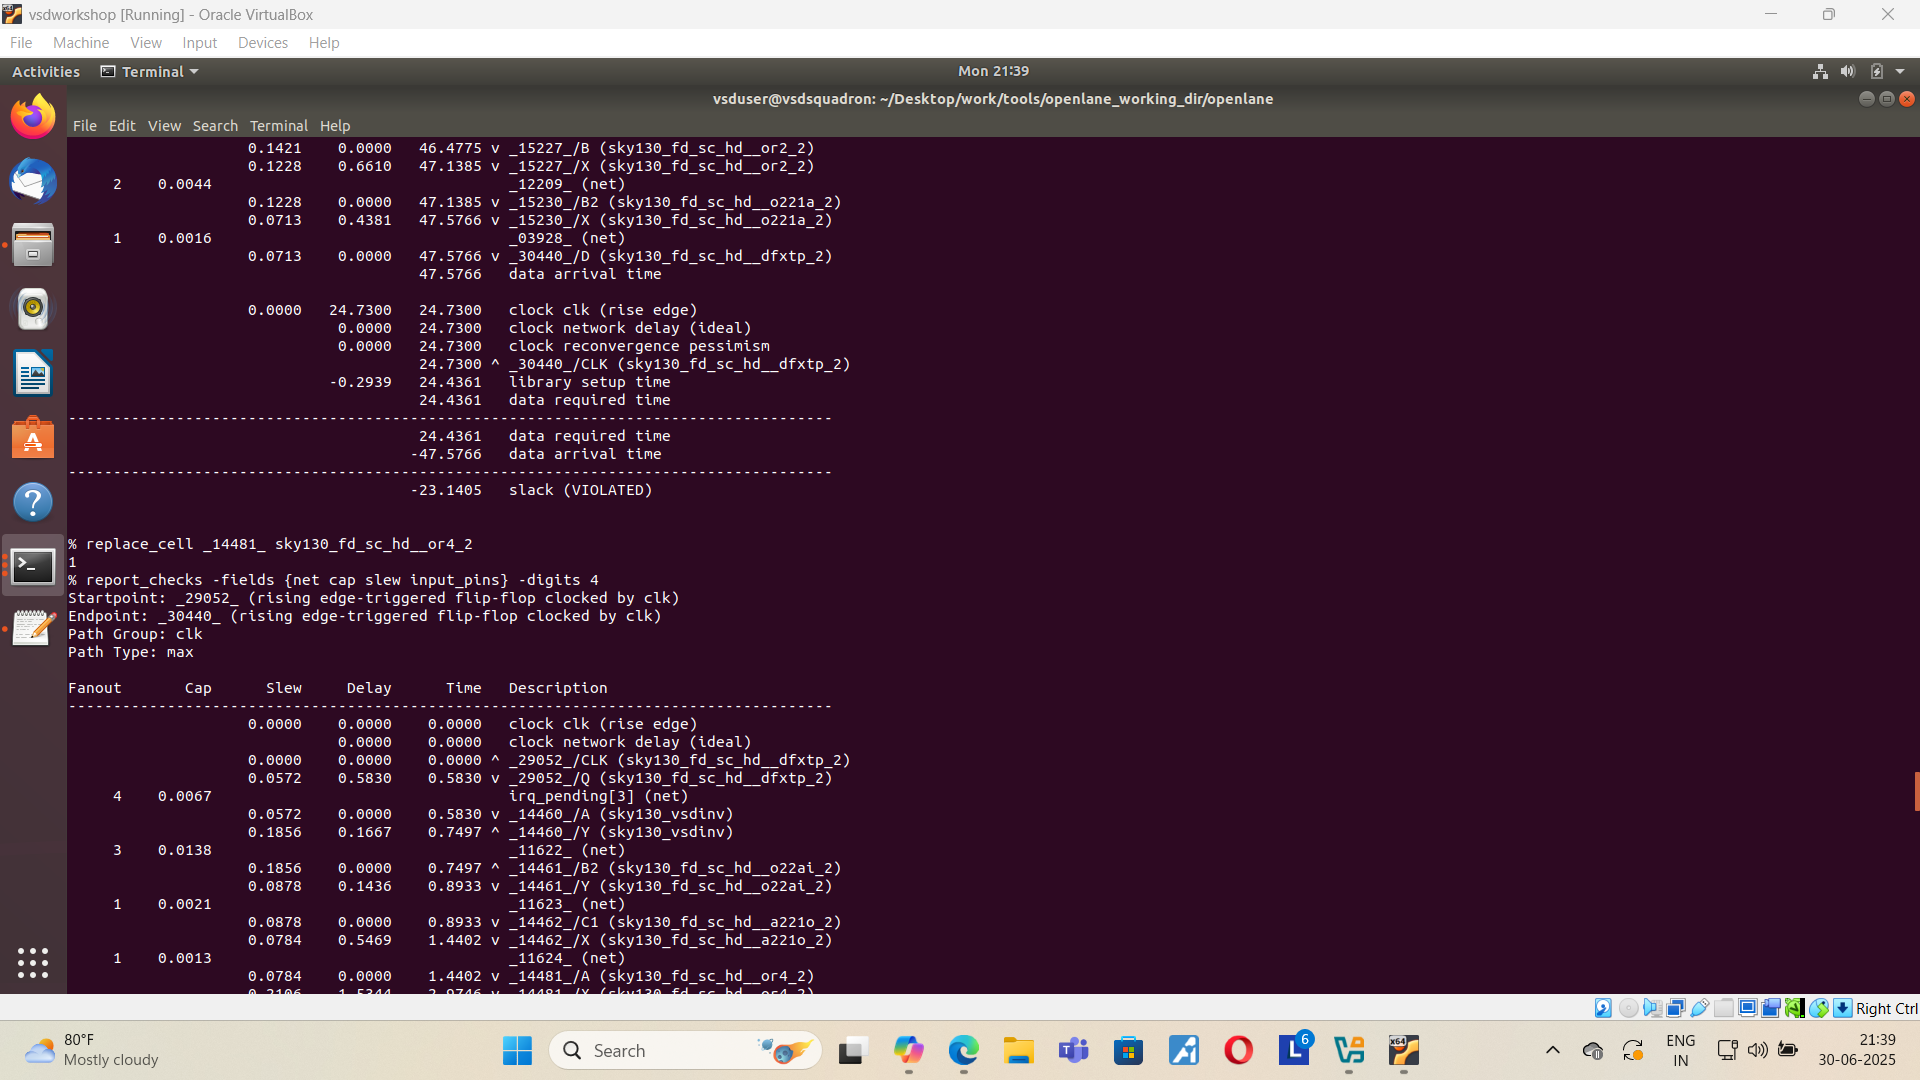 vsdworkshop [Running] - Oracle VirtualBox
File Machine View Input Devices Help
Activities Terminal Mon 21:39
vsduser@vsdsquadron: ~/Desktop/work/tools/openlane_working_dir/openlane
File Edit View Search Terminal Help
0.1421 0.0000 46.4775 v _15227_/B (sky130_fd_sc_hd__or2_2)
0.1228 0.6610 47.1385 v _15227_/X (sky130_fd_sc_hd__or2_2)
2 0.0044 _12209_ (net)
0.1228 0.0000 47.1385 v _15230_/B2 (sky130_fd_sc_hd__o221a_2)
0.0713 0.4381 47.5766 v _15230_/X (sky130_fd_sc_hd__o221a_2)
1 0.0016 _03928_ (net)
0.0713 0.0000 47.5766 v _30440_/D (sky130_fd_sc_hd__dfxtp_2)
47.5766 data arrival time
0.0000 24.7300 24.7300 clock clk (rise edge)
0.0000 24.7300 clock network delay (ideal)
0.0000 24.7300 clock reconvergence pessimism
24.7300 ^ _30440_/CLK (sky130_fd_sc_hd__dfxtp_2)
-0.2939 24.4361 library setup time
24.4361 data required time
-------------------------------------------------------------------------------------
24.4361 data required time
-47.5766 data arrival time
-------------------------------------------------------------------------------------
-23.1405 slack (VIOLATED)
% replace_cell _14481_ sky130_fd_sc_hd__or4_2
1
% report_checks -fields {net cap slew input_pins} -digits 4
Startpoint: _29052_ (rising edge-triggered flip-flop clocked by clk)
Endpoint: _30440_ (rising edge-triggered flip-flop clocked by clk)
Path Group: clk
Path Type: max
Fanout Cap Slew Delay Time Description
-------------------------------------------------------------------------------------
0.0000 0.0000 0.0000 clock clk (rise edge)
0.0000 0.0000 clock network delay (ideal)
0.0000 0.0000 0.0000 ^ _29052_/CLK (sky130_fd_sc_hd__dfxtp_2)
0.0572 0.5830 0.5830 v _29052_/Q (sky130_fd_sc_hd__dfxtp_2)
4 0.0067 irq_pending[3] (net)
0.0572 0.0000 0.5830 v _14460_/A (sky130_vsdinv)
0.1856 0.1667 0.7497 ^ _14460_/Y (sky130_vsdinv)
3 0.0138 _11622_ (net)
0.1856 0.0000 0.7497 ^ _14461_/B2 (sky130_fd_sc_hd__o22ai_2)
0.0878 0.1436 0.8933 v _14461_/Y (sky130_fd_sc_hd__o22ai_2)
1 0.0021 _11623_ (net)
0.0878 0.0000 0.8933 v _14462_/C1 (sky130_fd_sc_hd__a221o_2)
0.0784 0.5469 1.4402 v _14462_/X (sky130_fd_sc_hd__a221o_2)
1 0.0013 _11624_ (net)
0.0784 0.0000 1.4402 v _14481_/A (sky130_fd_sc_hd__or4_2)
0.2106 1.5344 2.9746 v _14481_/X (sky130_fd_sc_hd__or4_2)
Right Ctrl
80°F
Mostly cloudy
Search
6
ENG
IN
21:39
30-06-2025